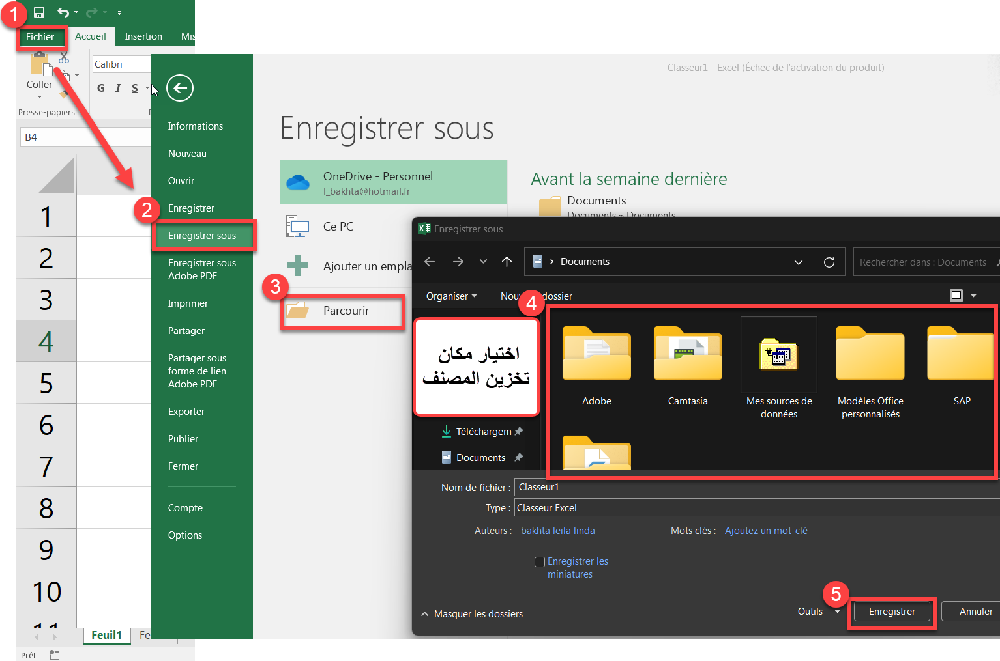 1
Fichier
Accueil
Insertion
Mis
Coller
Calibri
G I S
Presse-papiers
B4
1
2
3
4
5
6
7
8
9
10
11
Feuil1
Fe
Prêt
Informations
Nouveau
Ouvrir
Enregistrer
2
Enregistrer sous
Enregistrer sous
Adobe PDF
Imprimer
Partager
Partager sous
forme de lien
Adobe PDF
Exporter
Publier
Fermer
Compte
Options
Classeur1 - Excel (Échec de l'activation du produit)
Enregistrer sous
OneDrive - Personnel
l_bakhta@hotmail.fr
Ce PC
Ajouter un empla
3
Parcourir
Avant la semaine dernière
Documents
Documents » Documents
Enregistrer sous
Documents
Rechercher dans : Documents
Organiser
Nou
dossier
4
اختيار مكان
تخزين المصنف
Téléchargem
Documents
Adobe
Camtasia
Mes sources de
données
Modèles Office
personnalisés
SAP
Nom de fichier : Classeur1
Type : Classeur Excel
Auteurs : bakhta leila linda
Mots clés : Ajoutez un mot-clé
Enregistrer les
miniatures
Masquer les dossiers
Outils
5
Enregistrer
Annuler